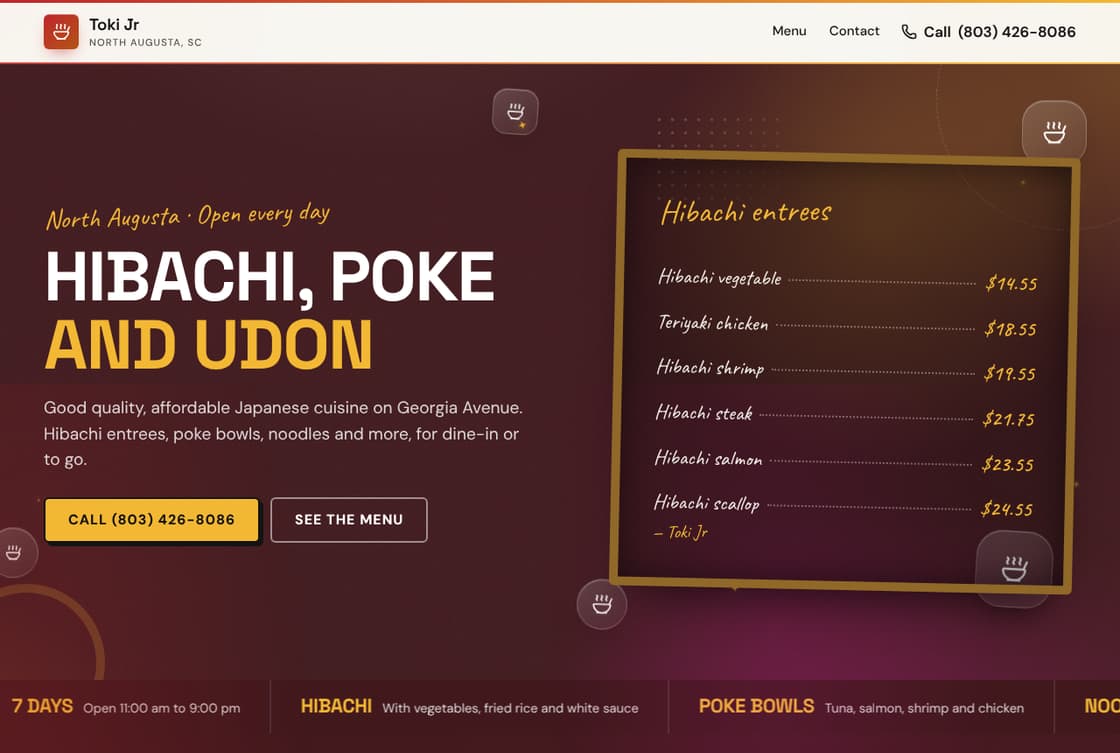 Toki Jr
NORTH AUGUSTA, SC
Menu
Contact
Call (803) 426-8086
North Augusta · Open every day
HIBACHI, POKE
AND UDON
Good quality, affordable Japanese cuisine on Georgia Avenue.
Hibachi entrees, poke bowls, noodles and more, for dine-in or
to go.
CALL (803) 426-8086
SEE THE MENU
Hibachi entrees
Hibachi vegetable $14.55
Teriyaki chicken $18.55
Hibachi shrimp $19.55
Hibachi steak $21.75
Hibachi salmon $23.55
Hibachi scallop $24.55
– Toki Jr
7 DAYS Open 11:00 am to 9:00 pm
HIBACHI With vegetables, fried rice and white sauce
POKE BOWLS Tuna, salmon, shrimp and chicken